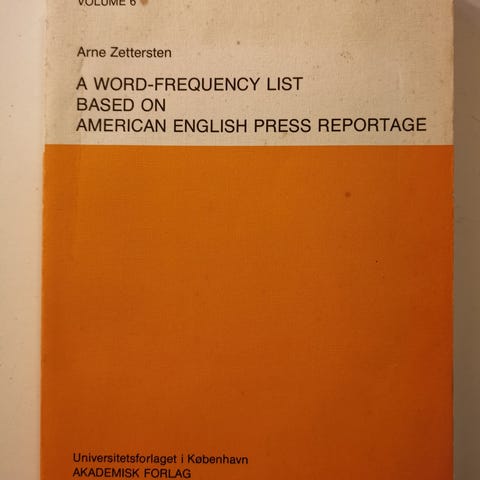 VOLUME 6
Arne Zettersten
A WORD-FREQUENCY LIST
BASED ON
AMERICAN ENGLISH PRESS REPORTAGE
Universitetsforlaget i København
AKADEMISK FORLAG